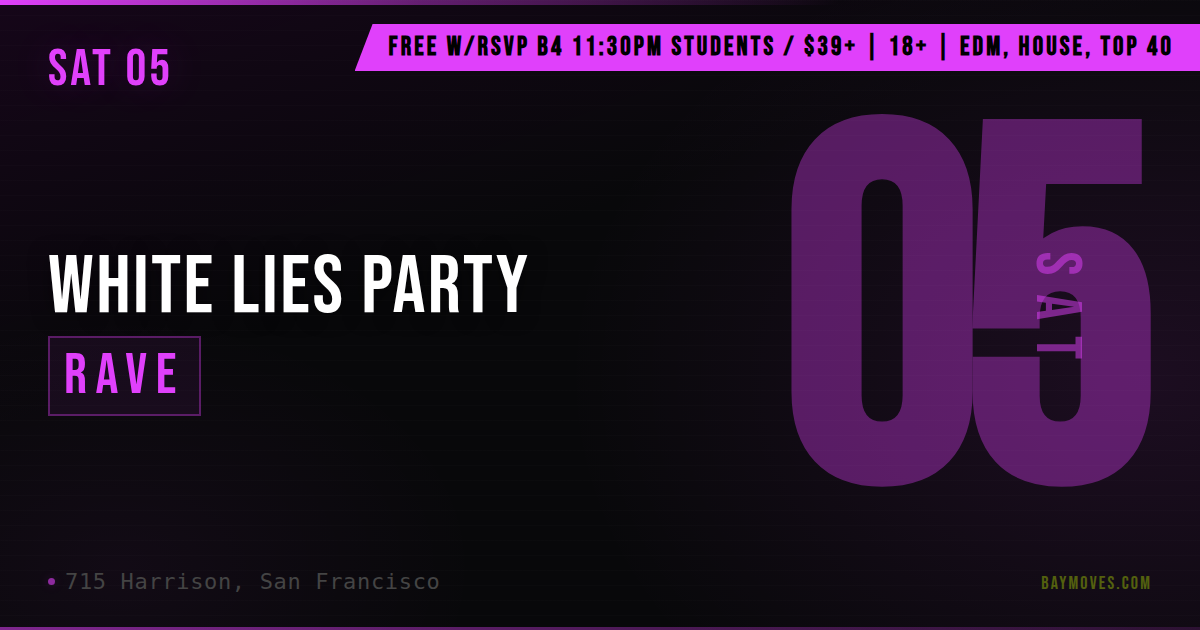 SAT 05
FREE W/RSVP B4 11:30PM STUDENTS / $39+ | 18+ | EDM, HOUSE, TOP 40
05
SAT
WHITE LIES PARTY
RAVE
715 Harrison, San Francisco
BAYMOVES.COM